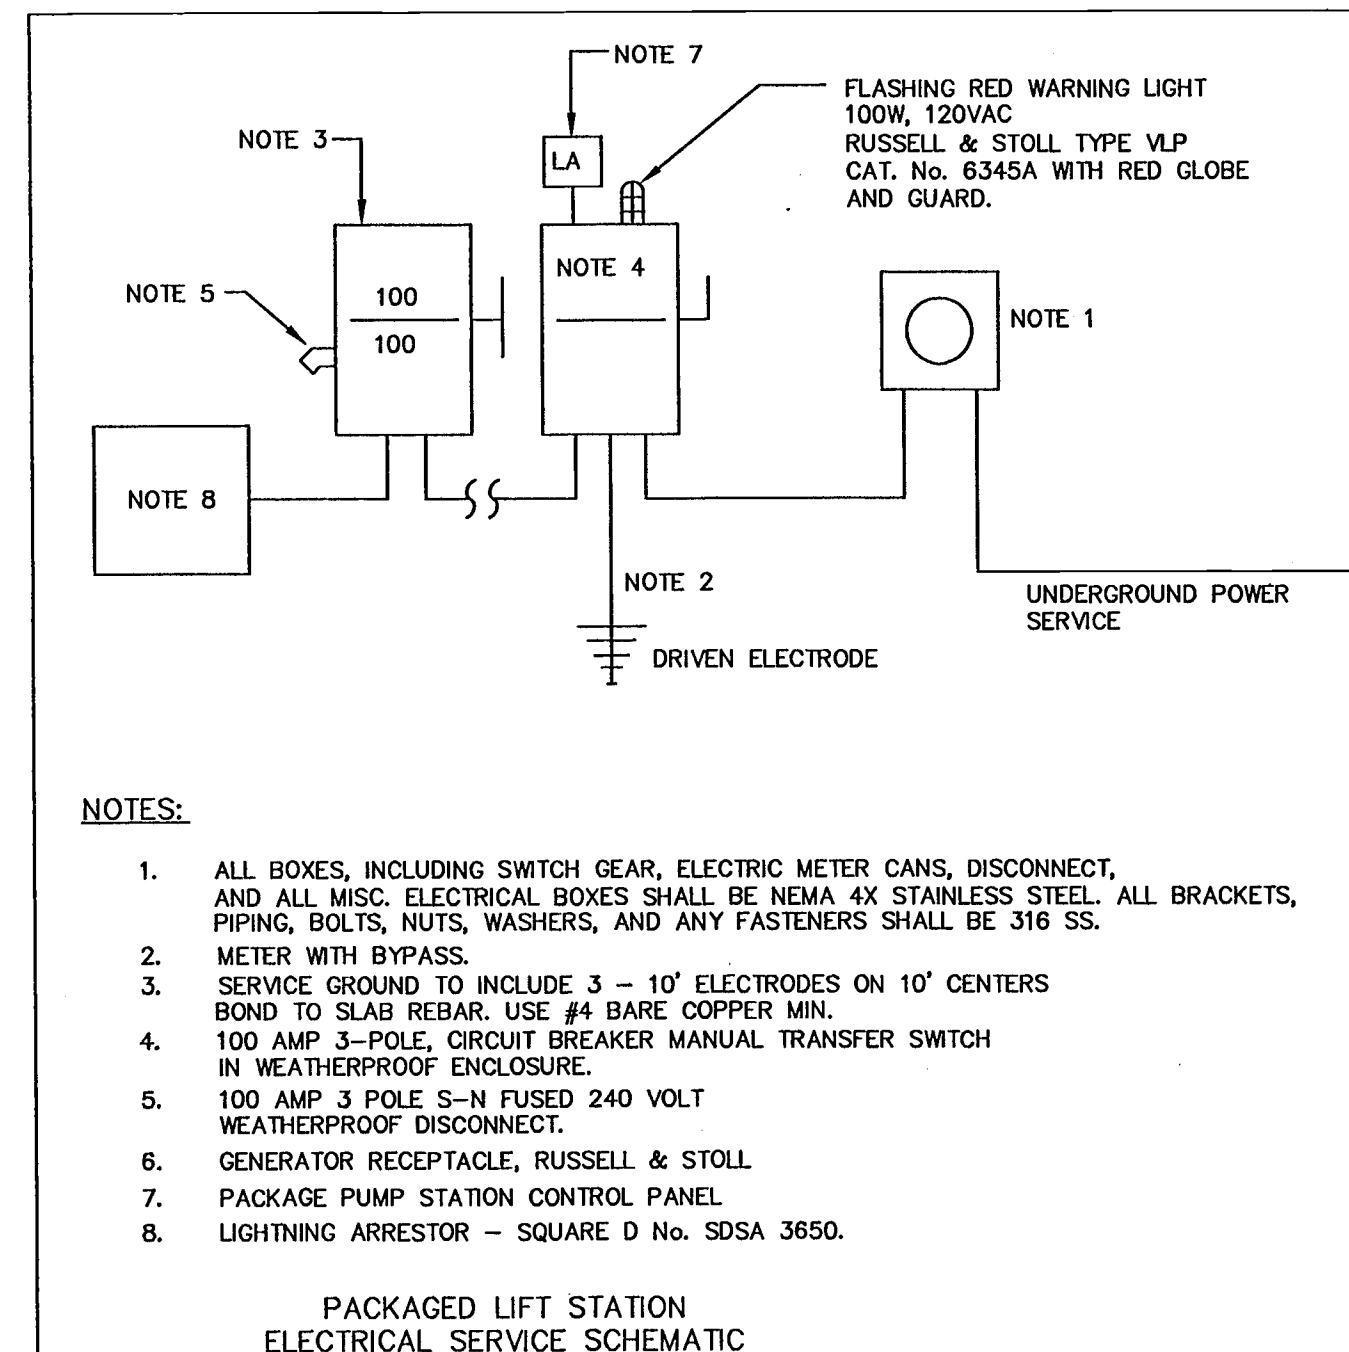 NOTE 7
FLASHING RED WARNING LIGHT
100W, 120VAC
RUSSELL & STOLL TYPE VLP
CAT. No. 6345A WITH RED GLOBE
AND GUARD.
NOTE 3
LA
NOTE 4
NOTE 5
100
100
NOTE 1
NOTE 8
NOTE 2
UNDERGROUND POWER
SERVICE
DRIVEN ELECTRODE
NOTES:
1. ALL BOXES, INCLUDING SWITCH GEAR, ELECTRIC METER CANS, DISCONNECT,
AND ALL MISC. ELECTRICAL BOXES SHALL BE NEMA 4X STAINLESS STEEL. ALL BRACKETS,
PIPING, BOLTS, NUTS, WASHERS, AND ANY FASTENERS SHALL BE 316 SS.
2. METER WITH BYPASS.
3. SERVICE GROUND TO INCLUDE 3 – 10' ELECTRODES ON 10' CENTERS
BOND TO SLAB REBAR. USE #4 BARE COPPER MIN.
4. 100 AMP 3–POLE, CIRCUIT BREAKER MANUAL TRANSFER SWITCH
IN WEATHERPROOF ENCLOSURE.
5. 100 AMP 3 POLE S–N FUSED 240 VOLT
WEATHERPROOF DISCONNECT.
6. GENERATOR RECEPTACLE, RUSSELL & STOLL
7. PACKAGE PUMP STATION CONTROL PANEL
8. LIGHTNING ARRESTOR – SQUARE D No. SDSA 3650.
PACKAGED LIFT STATION
ELECTRICAL SERVICE SCHEMATIC